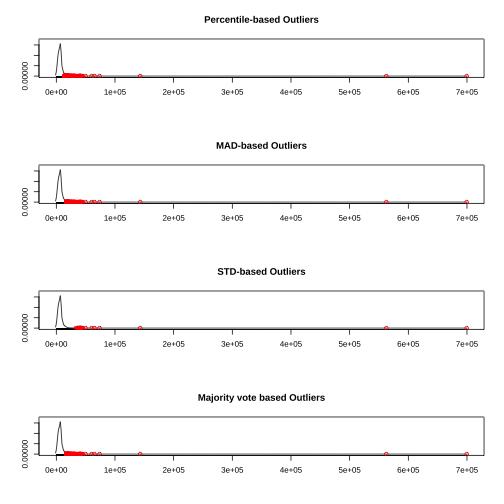 Percentile-based Outliers
0.00000
0e+00 1e+05 2e+05 3e+05 4e+05 5e+05 6e+05 7e+05
MAD-based Outliers
0.00000
0e+00 1e+05 2e+05 3e+05 4e+05 5e+05 6e+05 7e+05
STD-based Outliers
0.00000
0e+00 1e+05 2e+05 3e+05 4e+05 5e+05 6e+05 7e+05
Majority vote based Outliers
0.00000
0e+00 1e+05 2e+05 3e+05 4e+05 5e+05 6e+05 7e+05